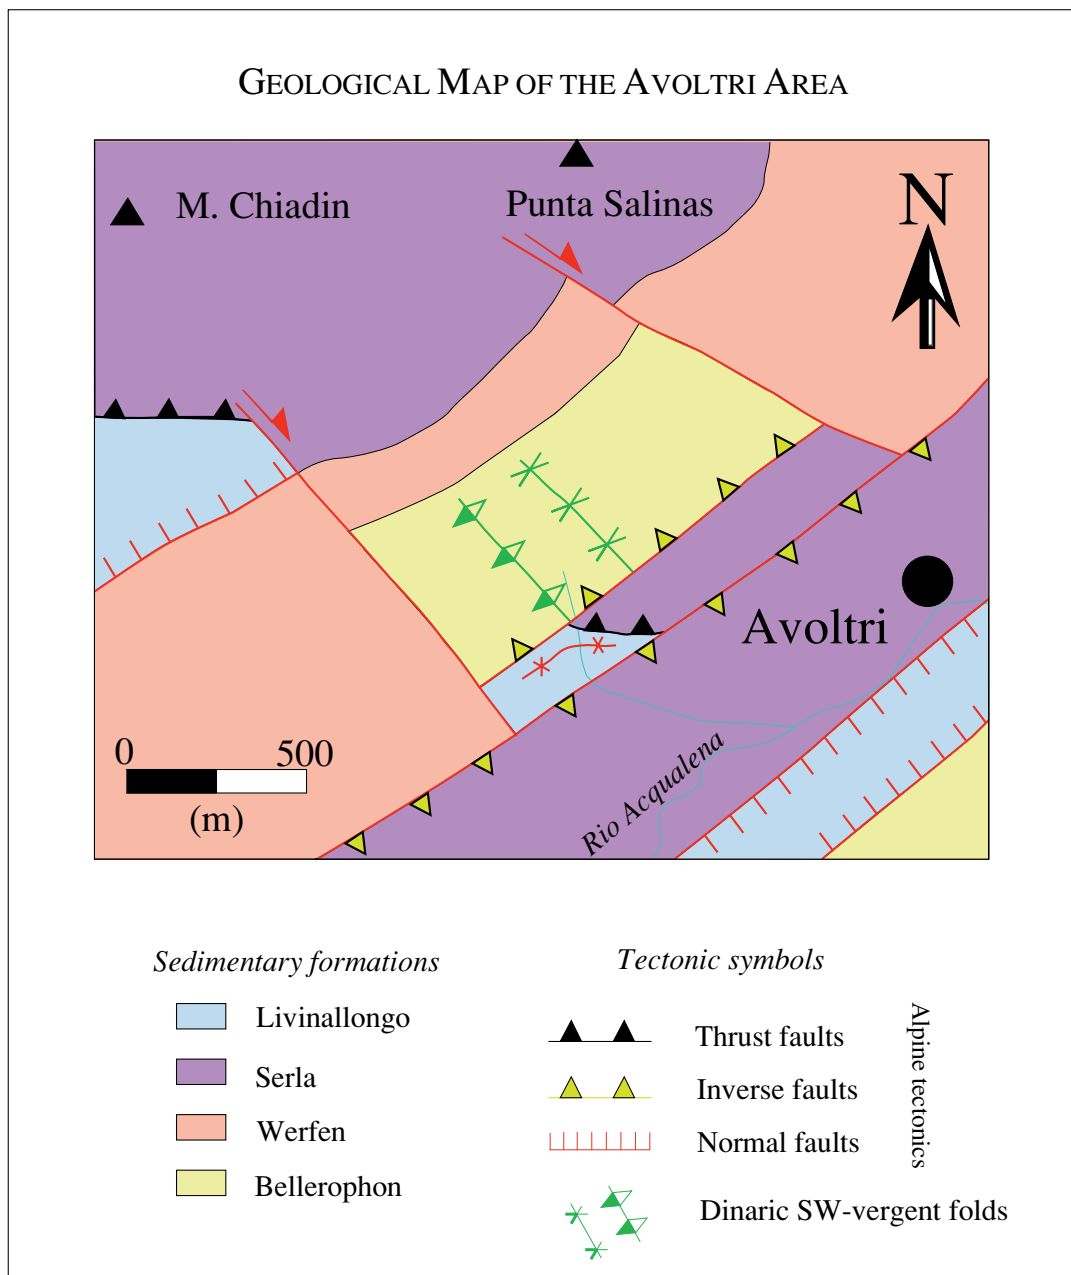 GEOLOGICAL MAP OF THE AVOLTRI AREA
M. Chiadin
Punta Salinas
N
Avoltri
0 500
(m)
Rio Acqualena
Sedimentary formations
Livinallongo
Serla
Werfen
Bellerophon
Tectonic symbols
Thrust faults
Inverse faults
Normal faults
Alpine tectonics
Dinaric SW-vergent folds